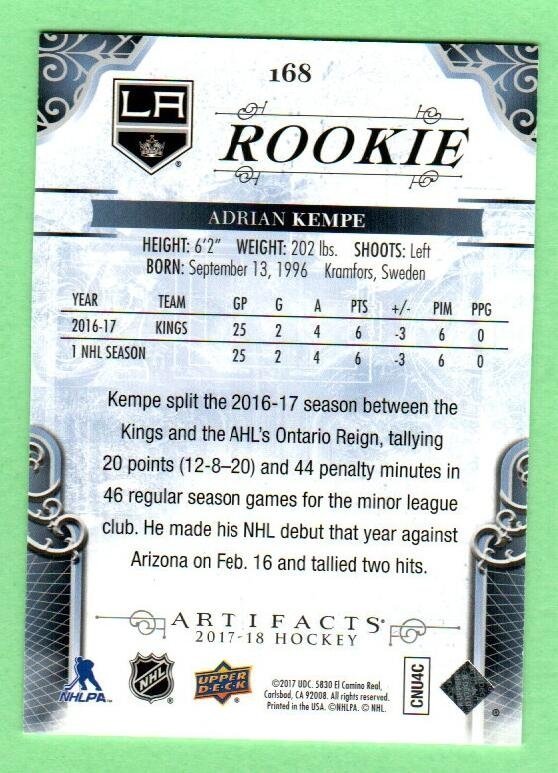 168
LA
ROOKIE
ADRIAN KEMPE
HEIGHT: 6'2" WEIGHT: 202 lbs. SHOOTS: Left
BORN: September 13, 1996 Kramfors, Sweden
YEAR TEAM GP G A PTS +/- PIM PPG
2016-17 KINGS 25 2 4 6 -3 6 0
1 NHL SEASON 25 2 4 6 -3 6 0
Kempe split the 2016-17 season between the
Kings and the AHL's Ontario Reign, tallying
20 points (12-8–20) and 44 penalty minutes in
46 regular season games for the minor league
club. He made his NHL debut that year against
Arizona on Feb. 16 and tallied two hits.
ARTIFACTS
2017-18 HOCKEY
NHLPA
NHL
UPPER
DECK
©2017 UDC. 5830 El Camino Real,
Carlsbad, CA 92008. All rights reserved.
Printed in the USA. ©NHLPA. © NHL.
CNU4C